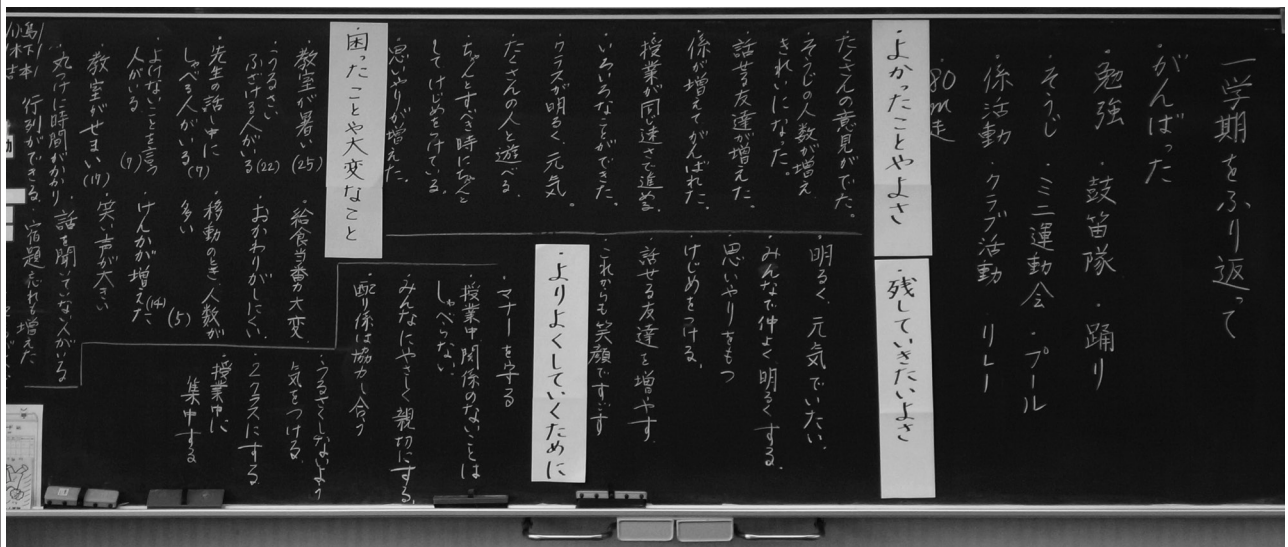 一学期をふり返って
・がんばった
・勉強 ・鼓笛隊 ・踊り
・そうじ ・ミニ運動会 ・プール
・係活動 ・クラブ活動 ・リレー
・80m走
・よかったことやよさ
・たくさんの意見がでた。
・そうじの人数が増え
きれいになった。
・話せる友達が増えた。
・係が増えてがんばれた。
・授業が同じ速さで進める。
・いろいろなことができた。
・クラスが明るく、元気。
・たくさんの人と遊べる。
・ちゃんとすべき時にちゃんと
してけじめをつけている。
・思いやりが増えた。
・残していきたいよさ
・明るく、元気でいたい。
・みんなで仲よく明るくする。
・思いやりをもつ
・けじめをつける。
・話せる友達を増やす
・これからも笑顔ですごす
・困ったことや大変なこと
・教室が暑い(25)
・うるさい
ふざける人がいる(22)
・先生の話し中に
しゃべる人がいる(7)
・よけいなことを言う
人がいる(7)
・教室がせまい(17)
・丸つけに時間がかかり
行列ができる。
・給食当番が大変
・おかわりがしにくい
・移動のとき、人数が
多い(5)
・けんかが増えた(14)
・笑い声が大きい
・話を聞いていない人がいる
・宿題忘れも増えた
・よりよくしていくために
・マナーを守る
・授業中、関係のないことは
しゃべらない
・みんなにやさしく親切にする。
・配り係は協力し合う
・うるさくしないよう
気をつける
・2クラスにする
・授業中に
集中する